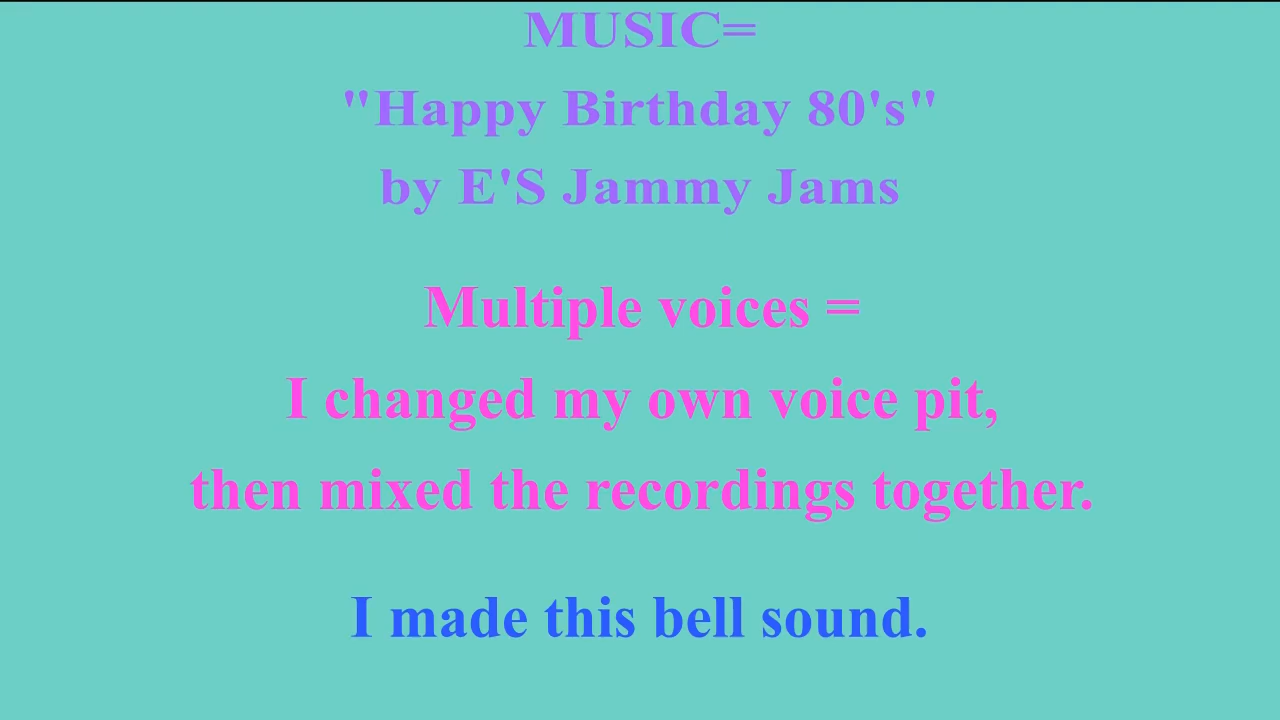 MUSIC=
"Happy Birthday 80's"
by E'S Jammy Jams
Multiple voices =
I changed my own voice pit,
then mixed the recordings together.
I made this bell sound.